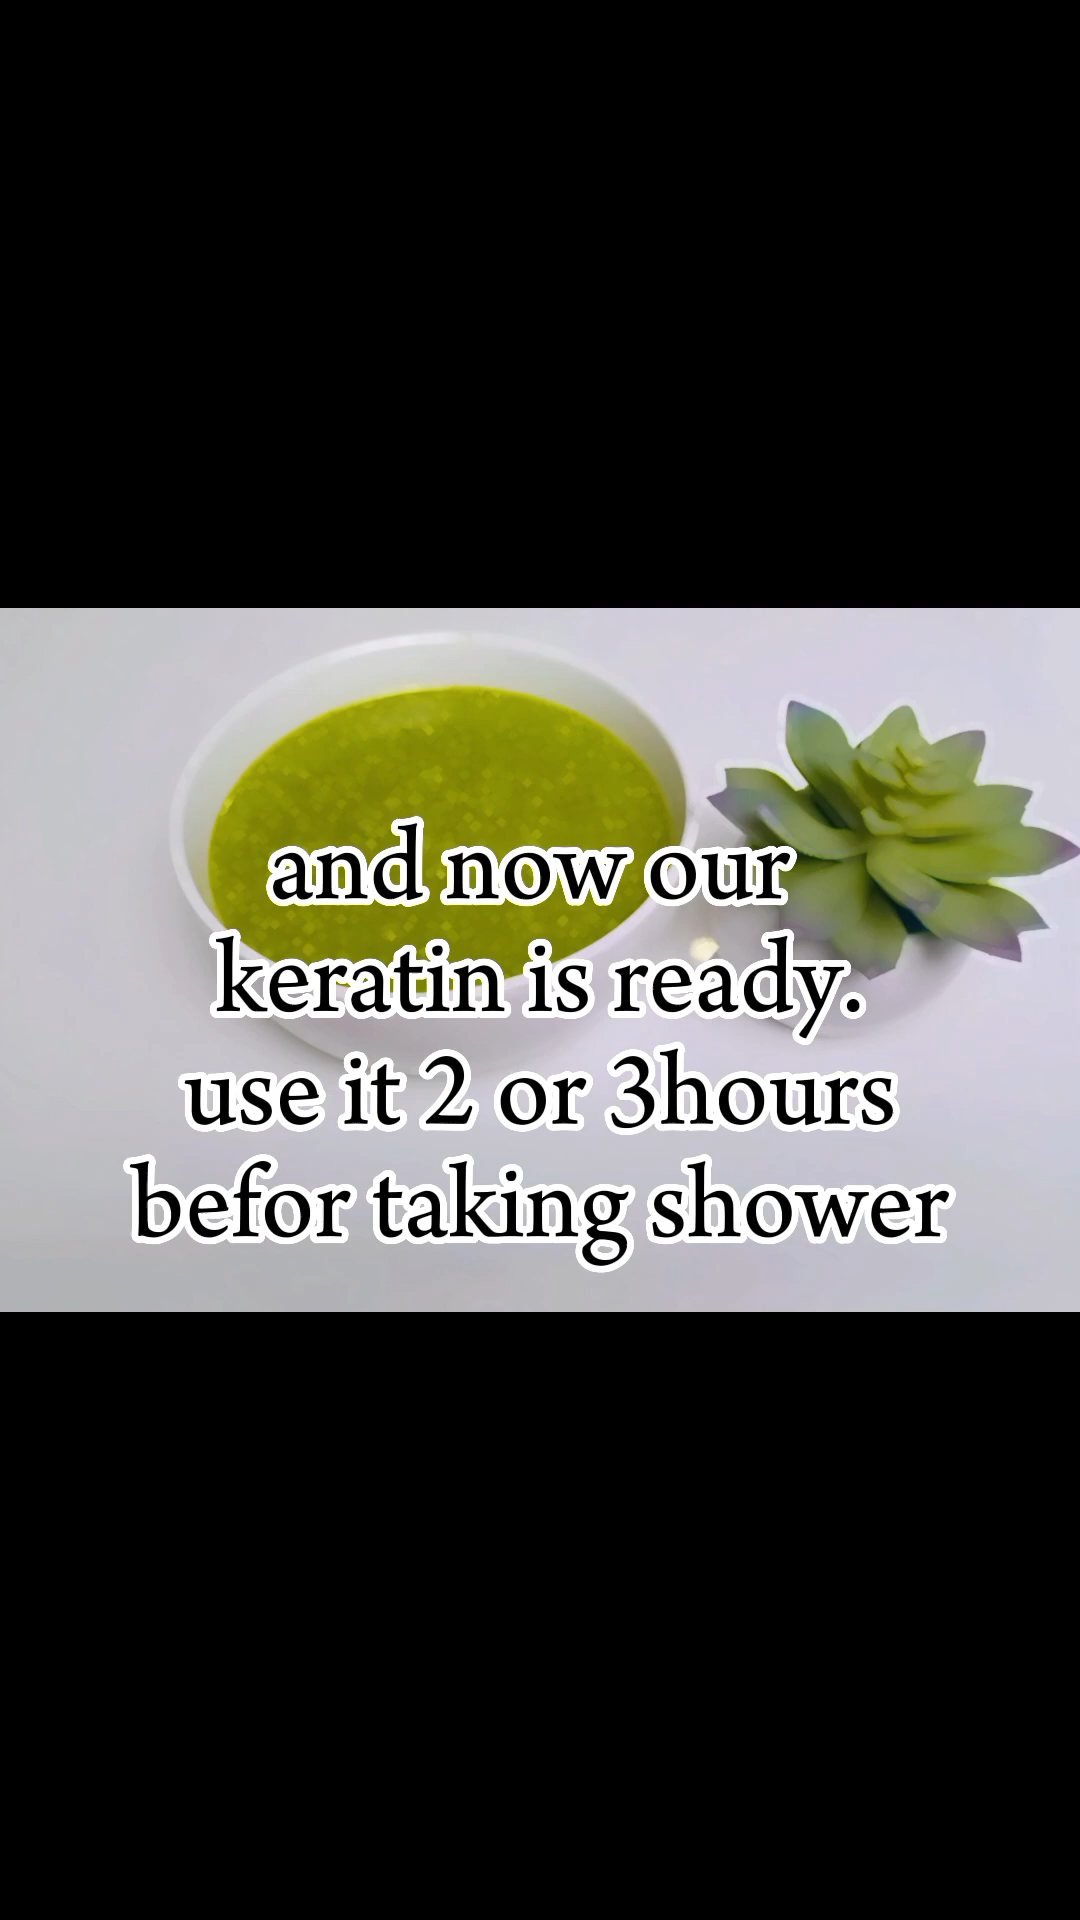 and now our
keratin is ready.
use it 2 or 3hours
befor taking shower